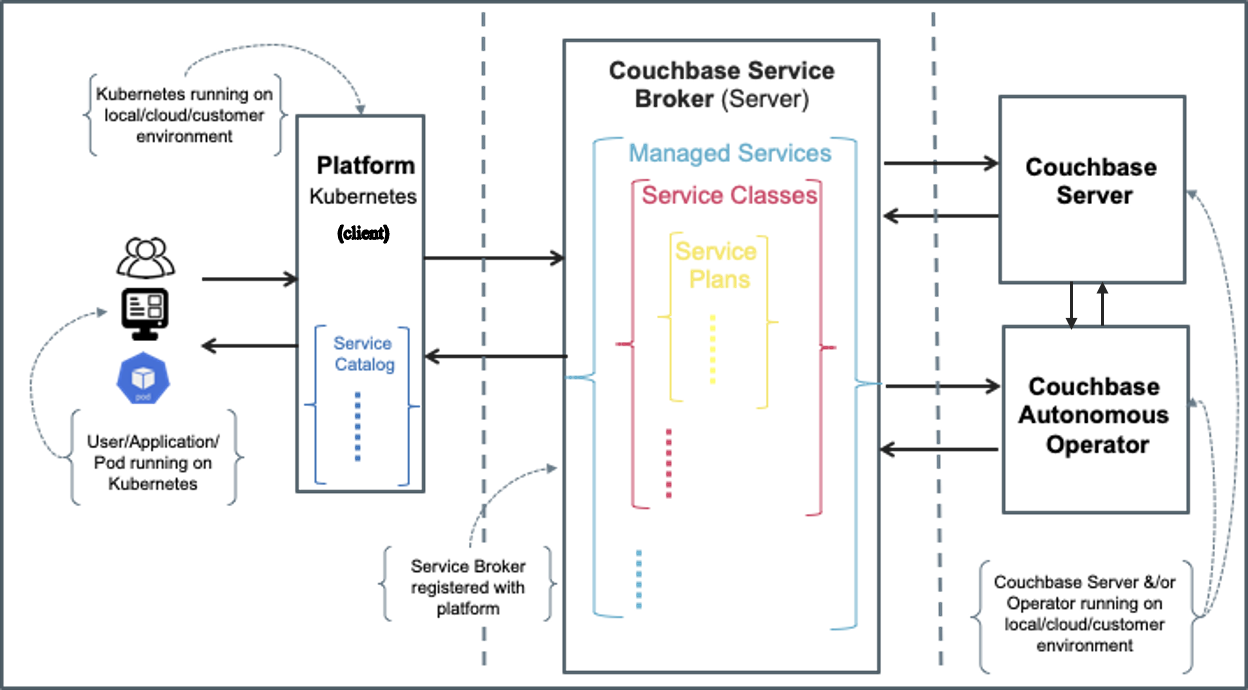 Kubernetes running on
local/cloud/customer
environment
Platform
Kubernetes
(client)
Service
Catalog
pod
User/Application/
Pod running on
Kubernetes
Service Broker
registered with
platform
Couchbase Service
Broker (Server)
Managed Services
Service Classes
Service
Plans
Couchbase
Server
Couchbase
Autonomous
Operator
Couchbase Server &/or
Operator running on
local/cloud/customer
environment